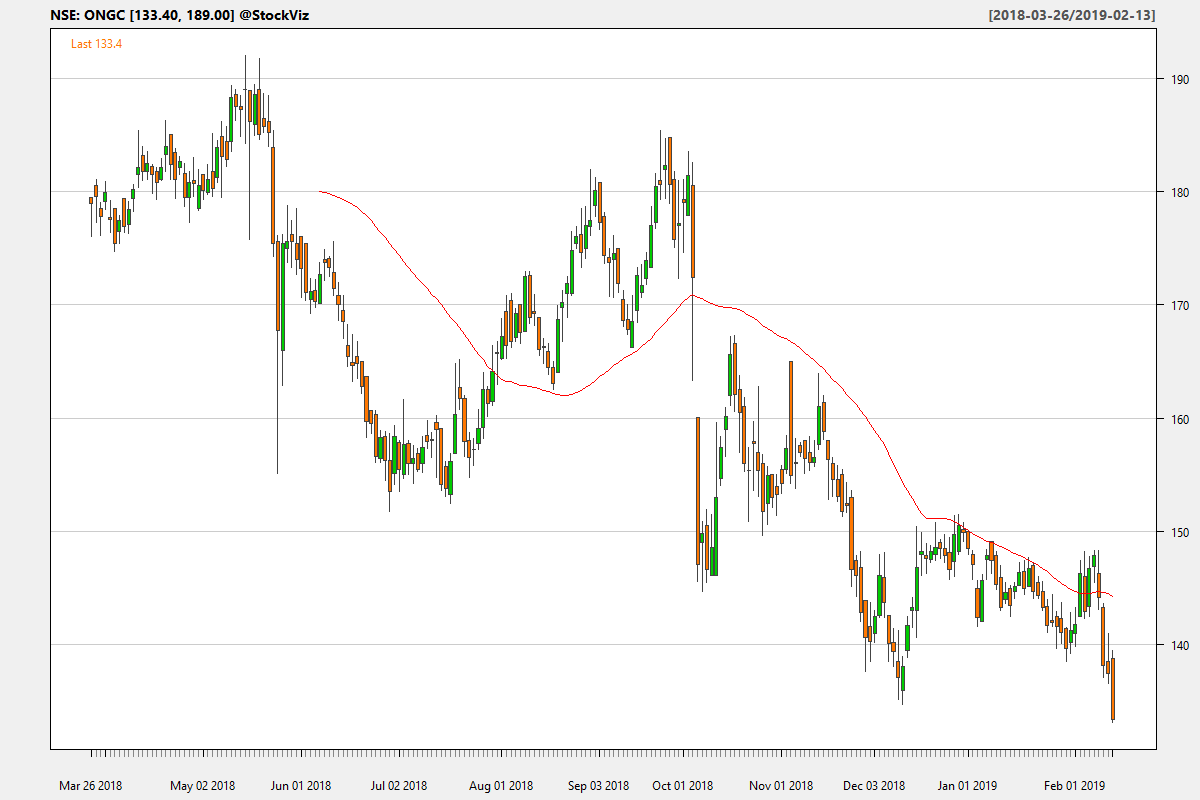 NSE: ONGC [133.40, 189.00] @StockViz
[2018-03-26/2019-02-13]
Last 133.4
190
180
170
160
150
140
Mar 26 2018
May 02 2018
Jun 01 2018
Jul 02 2018
Aug 01 2018
Sep 03 2018
Oct 01 2018
Nov 01 2018
Dec 03 2018
Jan 01 2019
Feb 01 2019